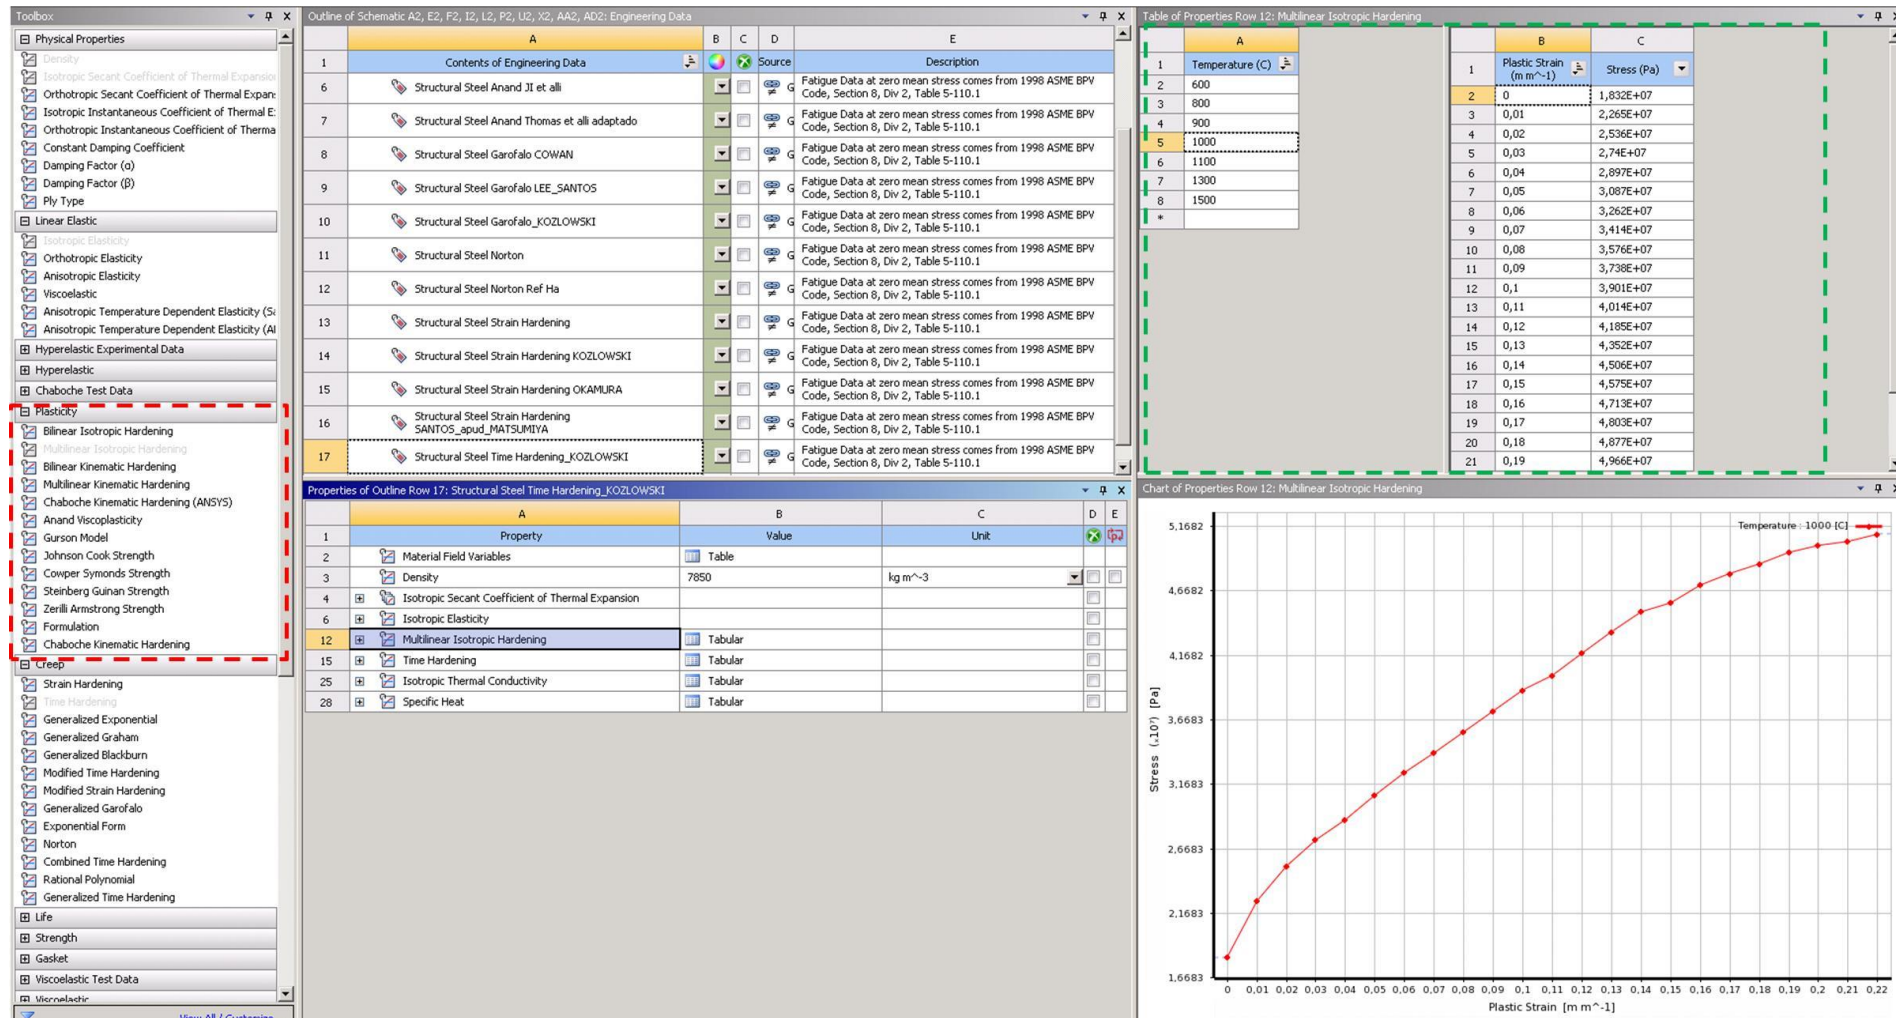 Toolbox
Physical Properties
Density
Isotropic Secant Coefficient of Thermal Expansion
Orthotropic Secant Coefficient of Thermal Expan:
Isotropic Instantaneous Coefficient of Thermal E:
Orthotropic Instantaneous Coefficient of Therma
Constant Damping Coefficient
Damping Factor (α)
Damping Factor (β)
Ply Type
Linear Elastic
Isotropic Elasticity
Orthotropic Elasticity
Anisotropic Elasticity
Viscoelastic
Anisotropic Temperature Dependent Elasticity (Sa
Anisotropic Temperature Dependent Elasticity (Al
Hyperelastic Experimental Data
Hyperelastic
Chaboche Test Data
Plasticity
Bilinear Isotropic Hardening
Multilinear Isotropic Hardening
Bilinear Kinematic Hardening
Multilinear Kinematic Hardening
Chaboche Kinematic Hardening (ANSYS)
Anand Viscoplasticity
Gurson Model
Johnson Cook Strength
Cowper Symonds Strength
Steinberg Guinan Strength
Zerilli Armstrong Strength
Formulation
Chaboche Kinematic Hardening
Creep
Strain Hardening
Time Hardening
Generalized Exponential
Generalized Graham
Generalized Blackburn
Modified Time Hardening
Modified Strain Hardening
Generalized Garofalo
Exponential Form
Norton
Combined Time Hardening
Rational Polynomial
Generalized Time Hardening
Life
Strength
Gasket
Viscoelastic Test Data
Viscoelastic
View All / Customize
Outline of Schematic A2, E2, F2, I2, L2, P2, U2, X2, AA2, AD2: Engineering Data
A B C D E
1 Contents of Engineering Data Source Description
6 Structural Steel Anand JI et alli G Fatigue Data at zero mean stress comes from 1998 ASME BPV
Code, Section 8, Div 2, Table 5-110.1
7 Structural Steel Anand Thomas et alli adaptado G Fatigue Data at zero mean stress comes from 1998 ASME BPV
Code, Section 8, Div 2, Table 5-110.1
8 Structural Steel Garofalo COWAN G Fatigue Data at zero mean stress comes from 1998 ASME BPV
Code, Section 8, Div 2, Table 5-110.1
9 Structural Steel Garofalo LEE_SANTOS G Fatigue Data at zero mean stress comes from 1998 ASME BPV
Code, Section 8, Div 2, Table 5-110.1
10 Structural Steel Garofalo_KOZLOWSKI G Fatigue Data at zero mean stress comes from 1998 ASME BPV
Code, Section 8, Div 2, Table 5-110.1
11 Structural Steel Norton G Fatigue Data at zero mean stress comes from 1998 ASME BPV
Code, Section 8, Div 2, Table 5-110.1
12 Structural Steel Norton Ref Ha G Fatigue Data at zero mean stress comes from 1998 ASME BPV
Code, Section 8, Div 2, Table 5-110.1
13 Structural Steel Strain Hardening G Fatigue Data at zero mean stress comes from 1998 ASME BPV
Code, Section 8, Div 2, Table 5-110.1
14 Structural Steel Strain Hardening KOZLOWSKI G Fatigue Data at zero mean stress comes from 1998 ASME BPV
Code, Section 8, Div 2, Table 5-110.1
15 Structural Steel Strain Hardening OKAMURA G Fatigue Data at zero mean stress comes from 1998 ASME BPV
Code, Section 8, Div 2, Table 5-110.1
16 Structural Steel Strain Hardening G Fatigue Data at zero mean stress comes from 1998 ASME BPV
SANTOS_apud_MATSUMIYA Code, Section 8, Div 2, Table 5-110.1
17 Structural Steel Time Hardening_KOZLOWSKI G Fatigue Data at zero mean stress comes from 1998 ASME BPV
Code, Section 8, Div 2, Table 5-110.1
Properties of Outline Row 17: Structural Steel Time Hardening_KOZLOWSKI
A B C D E
1 Property Value Unit
2 Material Field Variables Table
3 Density 7850 kg m^-3
4 Isotropic Secant Coefficient of Thermal Expansion
6 Isotropic Elasticity
12 Multilinear Isotropic Hardening Tabular
15 Time Hardening Tabular
25 Isotropic Thermal Conductivity Tabular
28 Specific Heat Tabular
Table of Properties Row 12: Multilinear Isotropic Hardening
A
1 Temperature (C)
2 600
3 800
4 900
5 1000
6 1100
7 1300
8 1500
*
B C
1 Plastic Strain (m m^-1) Stress (Pa)
2 0 1,832E+07
3 0,01 2,265E+07
4 0,02 2,536E+07
5 0,03 2,74E+07
6 0,04 2,897E+07
7 0,05 3,087E+07
8 0,06 3,262E+07
9 0,07 3,414E+07
10 0,08 3,576E+07
11 0,09 3,738E+07
12 0,1 3,901E+07
13 0,11 4,014E+07
14 0,12 4,185E+07
15 0,13 4,352E+07
16 0,14 4,506E+07
17 0,15 4,575E+07
18 0,16 4,713E+07
19 0,17 4,803E+07
20 0,18 4,877E+07
21 0,19 4,966E+07
Chart of Properties Row 12: Multilinear Isotropic Hardening
Temperature : 1000 [C]
5,1682
4,6682
4,1682
3,6683
3,1683
2,6683
2,1683
1,6683
Stress (x10⁷) [Pa]
0 0,01 0,02 0,03 0,04 0,05 0,06 0,07 0,08 0,09 0,1 0,11 0,12 0,13 0,14 0,15 0,16 0,17 0,18 0,19 0,2 0,21 0,22
Plastic Strain [m m^-1]